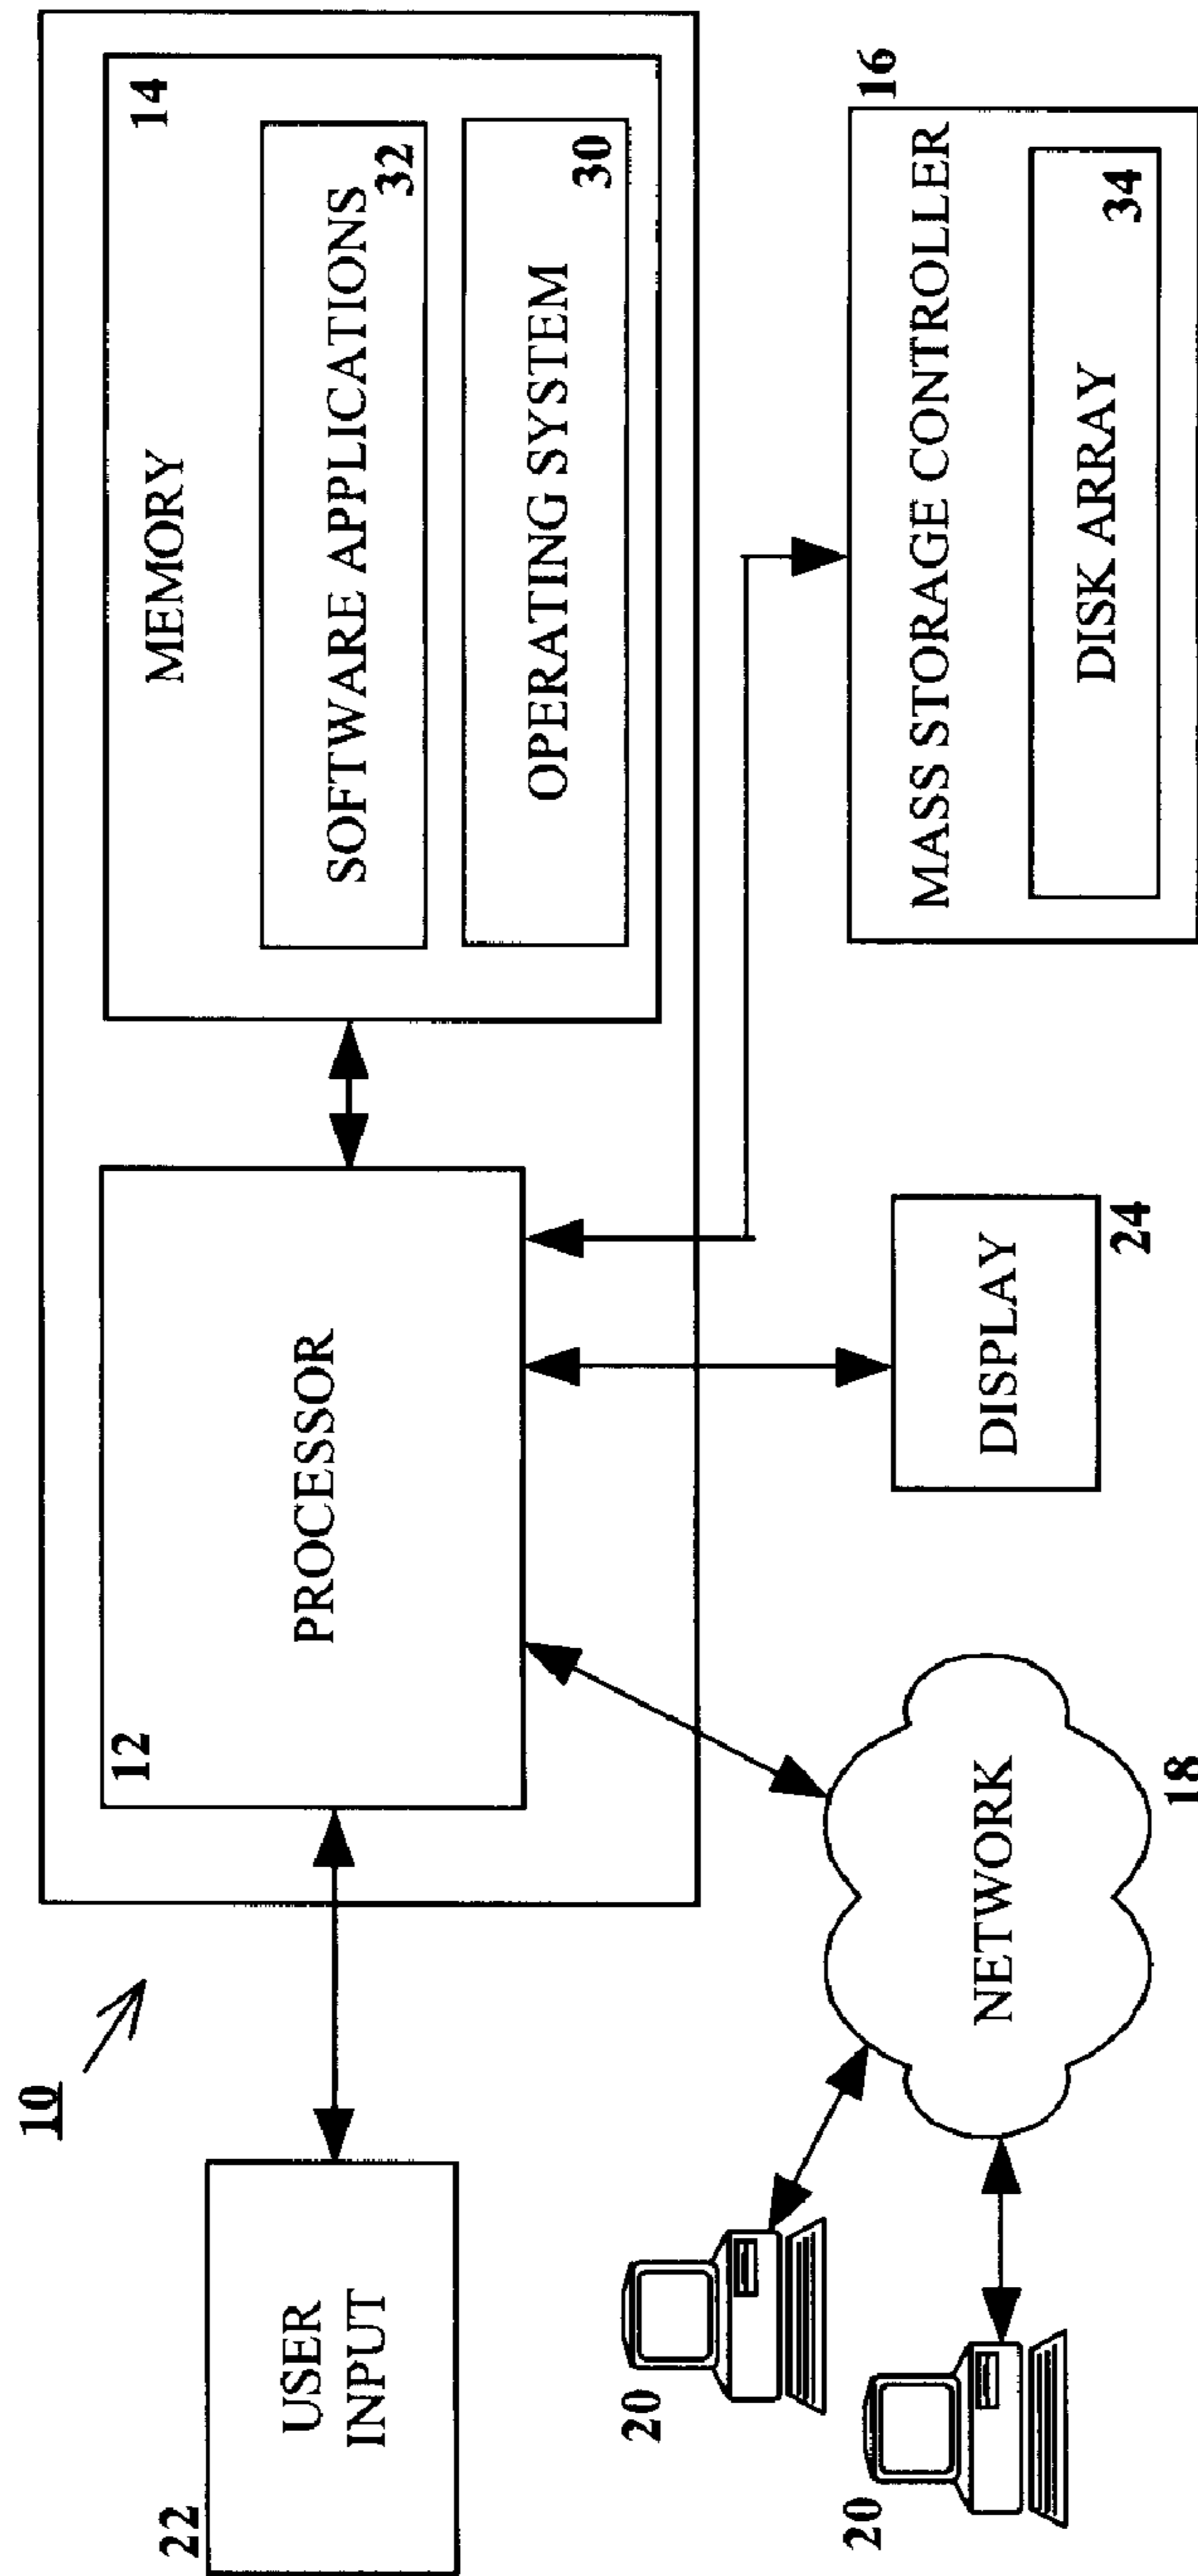 10
22
USER
INPUT
12
PROCESSOR
14
MEMORY
SOFTWARE APPLICATIONS
32
OPERATING SYSTEM
30
20
20
NETWORK
18
DISPLAY
24
16
MASS STORAGE CONTROLLER
DISK ARRAY
34